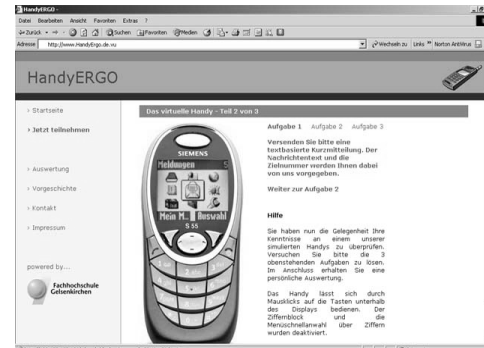 HandyERGO -
Datei Bearbeiten Ansicht Favoriten Extras ?
Zurück Suchen Favoriten Medien
Adresse http://www.HandyErgo.de.vu Wechseln zu Links Norton AntiVirus
HandyERGO
Startseite
Jetzt teilnehmen
Auswertung
Vorgeschichte
Kontakt
Impressum
powered by...
Fachhochschule
Gelsenkirchen
Das virtuelle Handy - Teil 2 von 3
SIEMENS
Meldungen 5
Mein M.. Auswahl
S 55
Aufgabe 1 Aufgabe 2 Aufgabe 3
Versenden Sie bitte eine
textbasierte Kurzmitteilung. Der
Nachrichtentext und die
Zielnummer werden Ihnen dabei
von uns vorgegeben.
Weiter zur Aufgabe 2
Hilfe
Sie haben nun die Gelegenheit Ihre
Kenntnisse an einem unserer
simulierten Handys zu überprüfen.
Versuchen Sie bitte die 3
obenstehenden Aufgaben zu lösen.
Im Anschluss erhalten Sie eine
persönliche Auswertung.
Das Handy lässt sich durch
Mausklicks auf die Tasten unterhalb
des Displays bedienen. Der
Ziffernblock und die
Menüschnellanwahl über Ziffern
wurden deaktiviert.